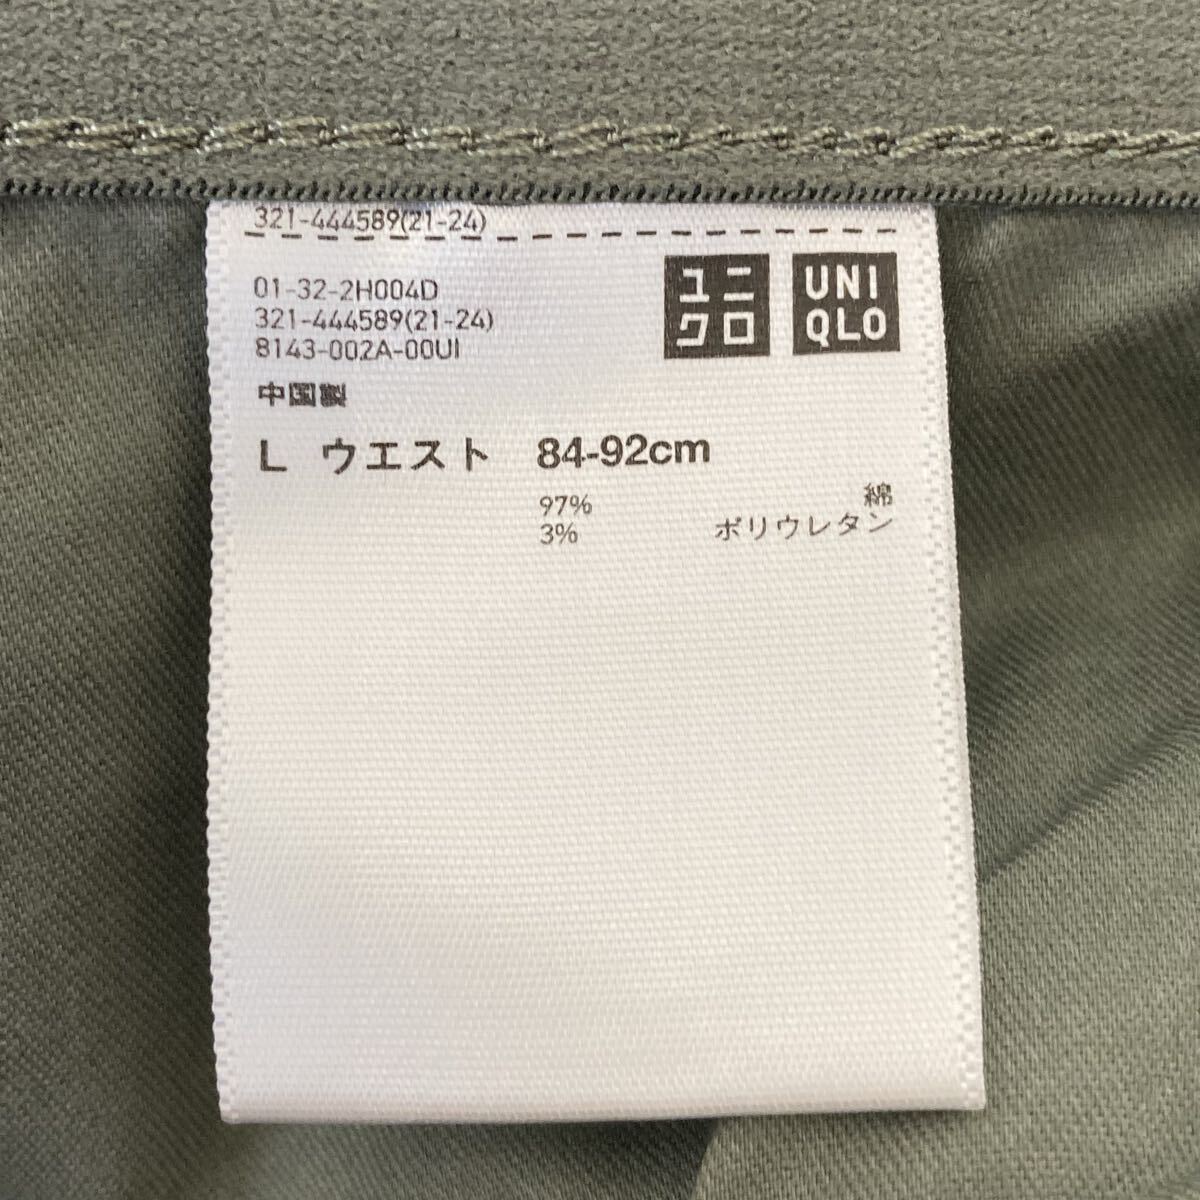 321-444589(21-24)
ユニ
クロ
UNI
QLO
01-32-2H004D
321-444589(21-24)
8143-002A-00UI
中国製
L ウエスト 84-92cm
97% 綿
3% ポリウレタン